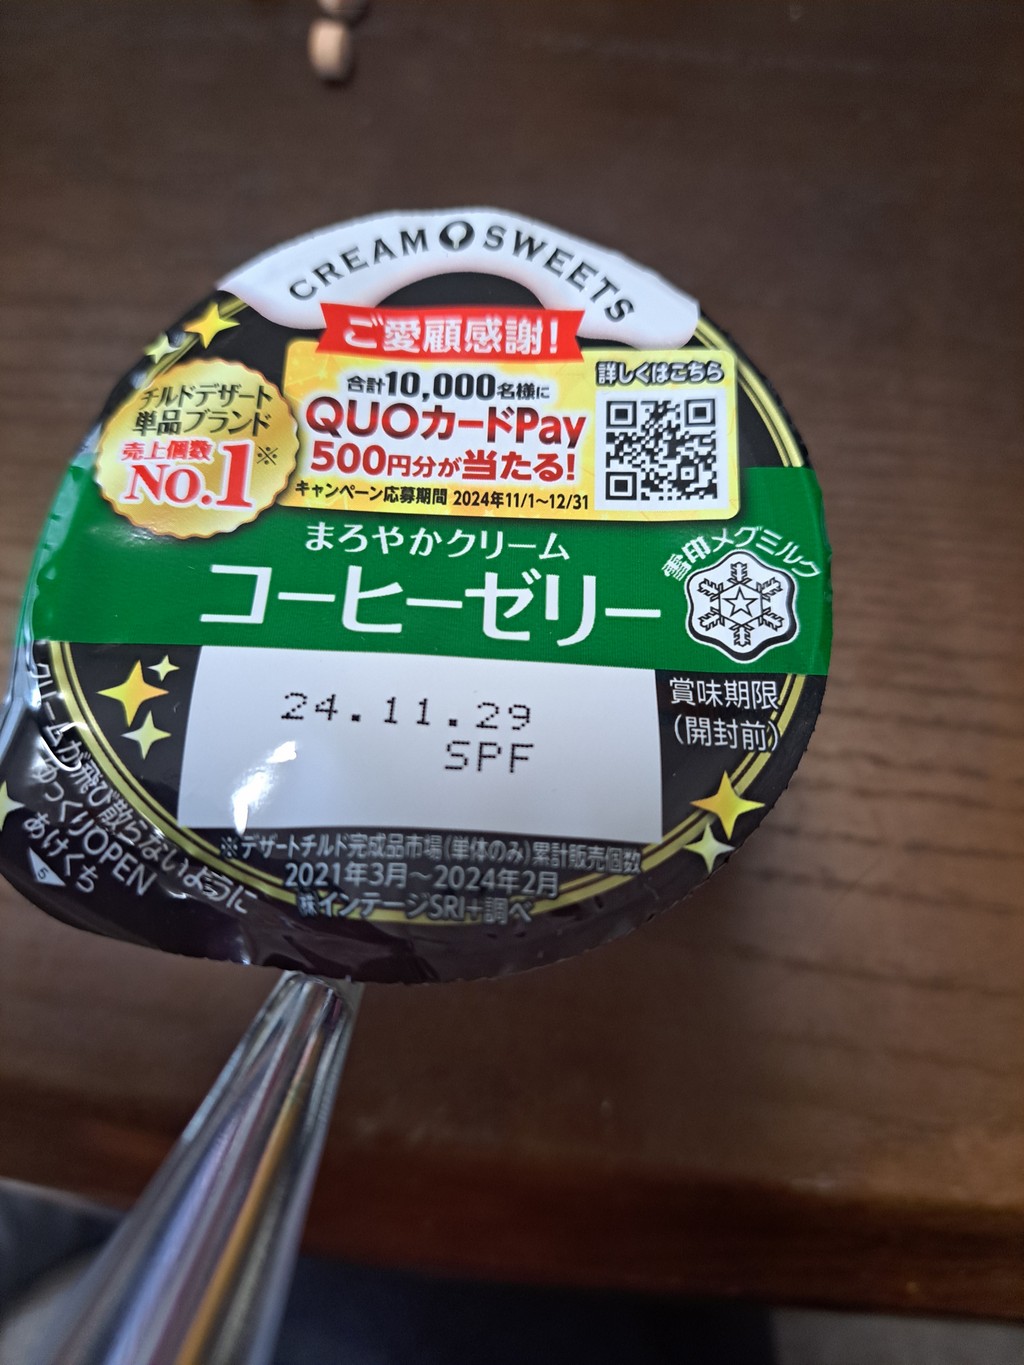 CREAM SWEETS
ご愛顧感謝!
合計10,000名様に
QUOカードPay
500円分が当たる!
キャンペーン応募期間 2024年11/1〜12/31
詳しくはこちら
チルドデザート
単品ブランド
売上個数
No.1※
まろやかクリーム
コーヒーゼリー
雪印メグミルク
24.11.29
SPF
賞味期限
(開封前)
※デザートチルド完成品市場(単体のみ)累計販売個数
2021年3月〜2024年2月
㈱インテージSRI+調べ
クリームが飛び散らないように
ゆっくりOPEN
あけくち
5